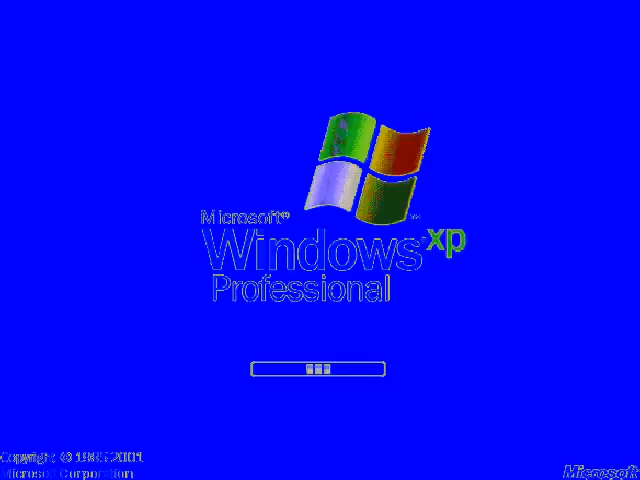 Microsoft®
Windows xp
Professional
Copyright © 1985-2001
Microsoft Corporation
Microsoft